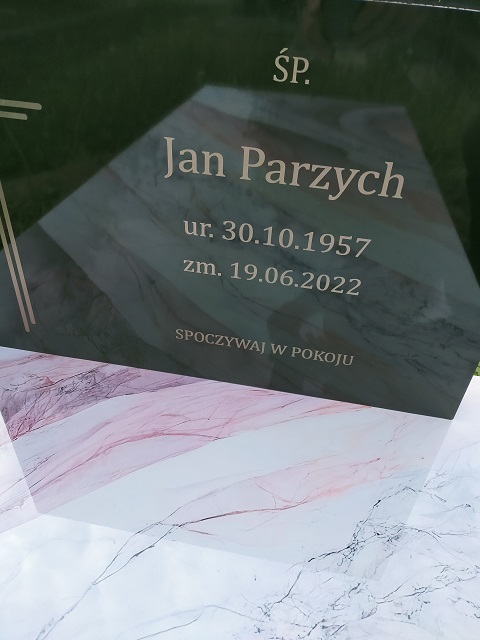 ŚP.
Jan Parzych
ur. 30.10.1957
zm. 19.06.2022
SPOCZYWAJ W POKOJU